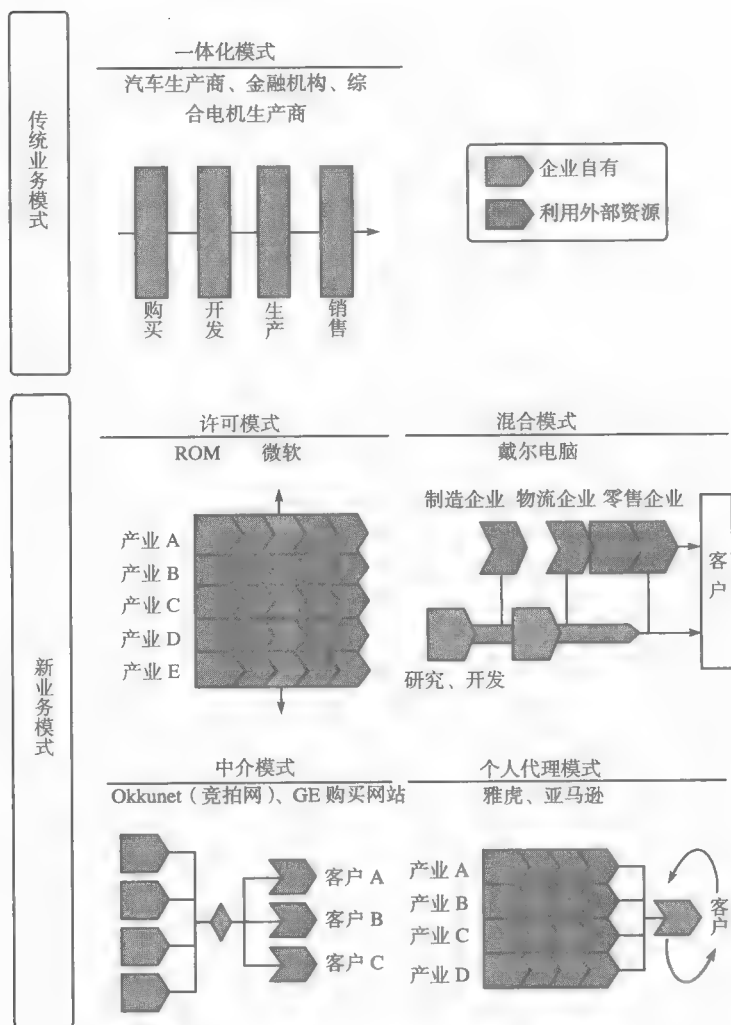 传统业务模式
一体化模式
汽车生产商、金融机构、综
合电机生产商
企业自有
利用外部资源
购买
开发
生产
销售
新业务模式
许可模式
ROM 微软
产业 A
产业 B
产业 C
产业 D
产业 E
混合模式
戴尔电脑
制造企业 物流企业 零售企业
客户
研究、开发
中介模式
Okkunet（竞拍网）、GE 购买网站
客户 A
客户 B
客户 C
个人代理模式
雅虎、亚马逊
产业 A
产业 B
产业 C
产业 D
客户